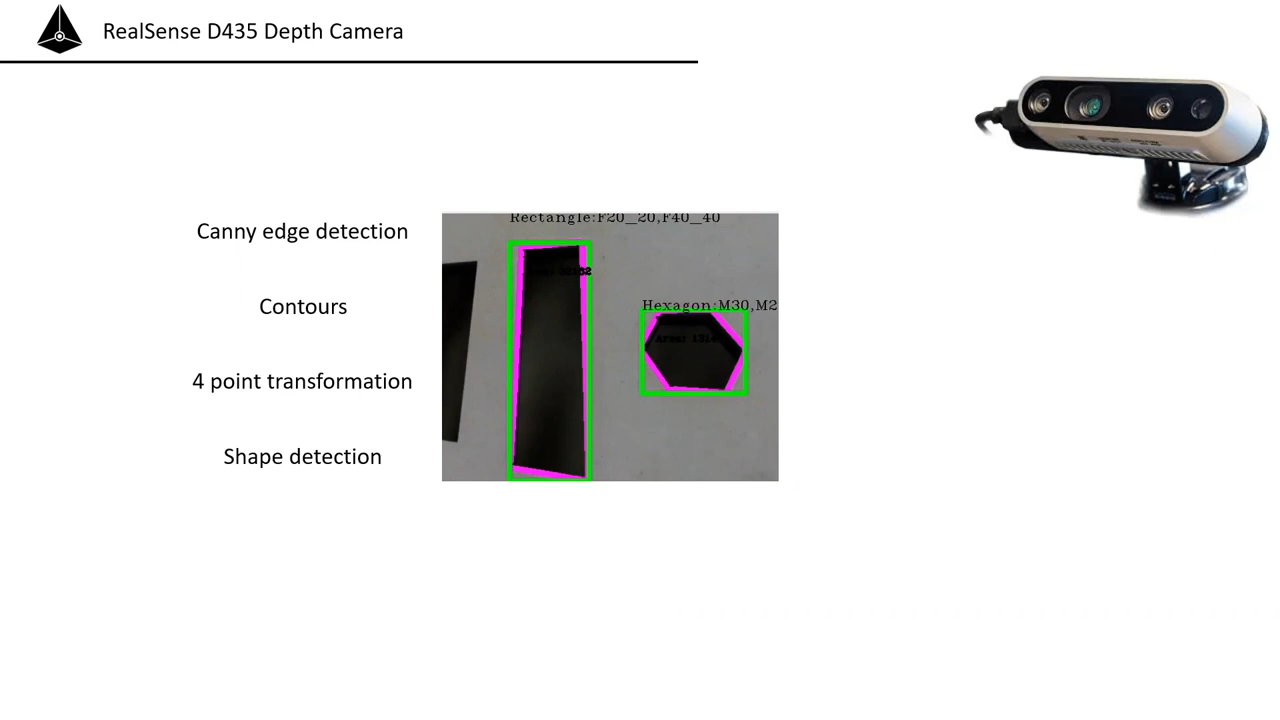 RealSense D435 Depth Camera
Canny edge detection
Contours
4 point transformation
Shape detection
Rectangle:F20_20,F40_40
Hexagon:M30,M2
Area: